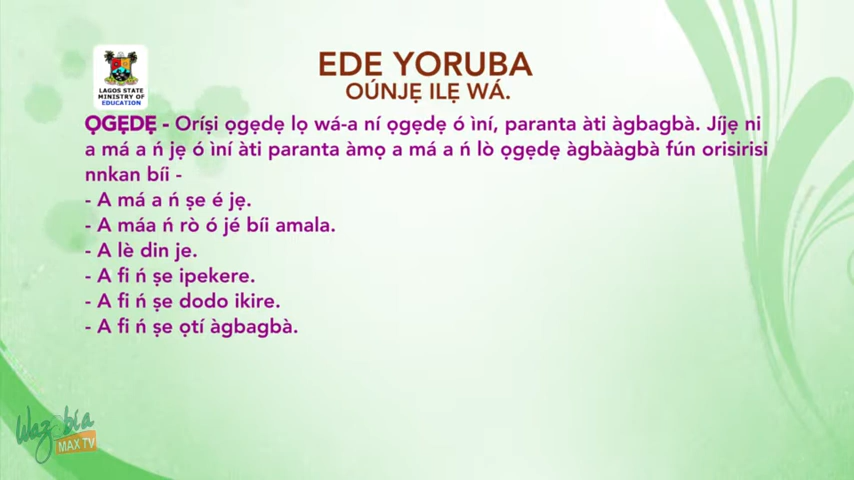 EDE YORUBA
OÚNJẸ ILẸ WÁ.
LAGOS STATE
MINISTRY OF
EDUCATION
ỌGẸDẸ - Oríṣi ọgẹdẹ lọ wá-a ní ọgẹdẹ ó ìní, paranta àti àgbagbà. Jíjẹ ni
a má a ń jẹ ó ìní àti paranta àmọ a má a ń lò ọgẹdẹ àgbààgbà fún orisirisi
nnkan bíi -
- A má a ń ṣe é jẹ.
- A máa ń rò ó jé bíi amala.
- A lè din je.
- A fi ń ṣe ipekere.
- A fi ń ṣe dodo ikire.
- A fi ń ṣe ọtí àgbagbà.
Wazobia
MAX TV